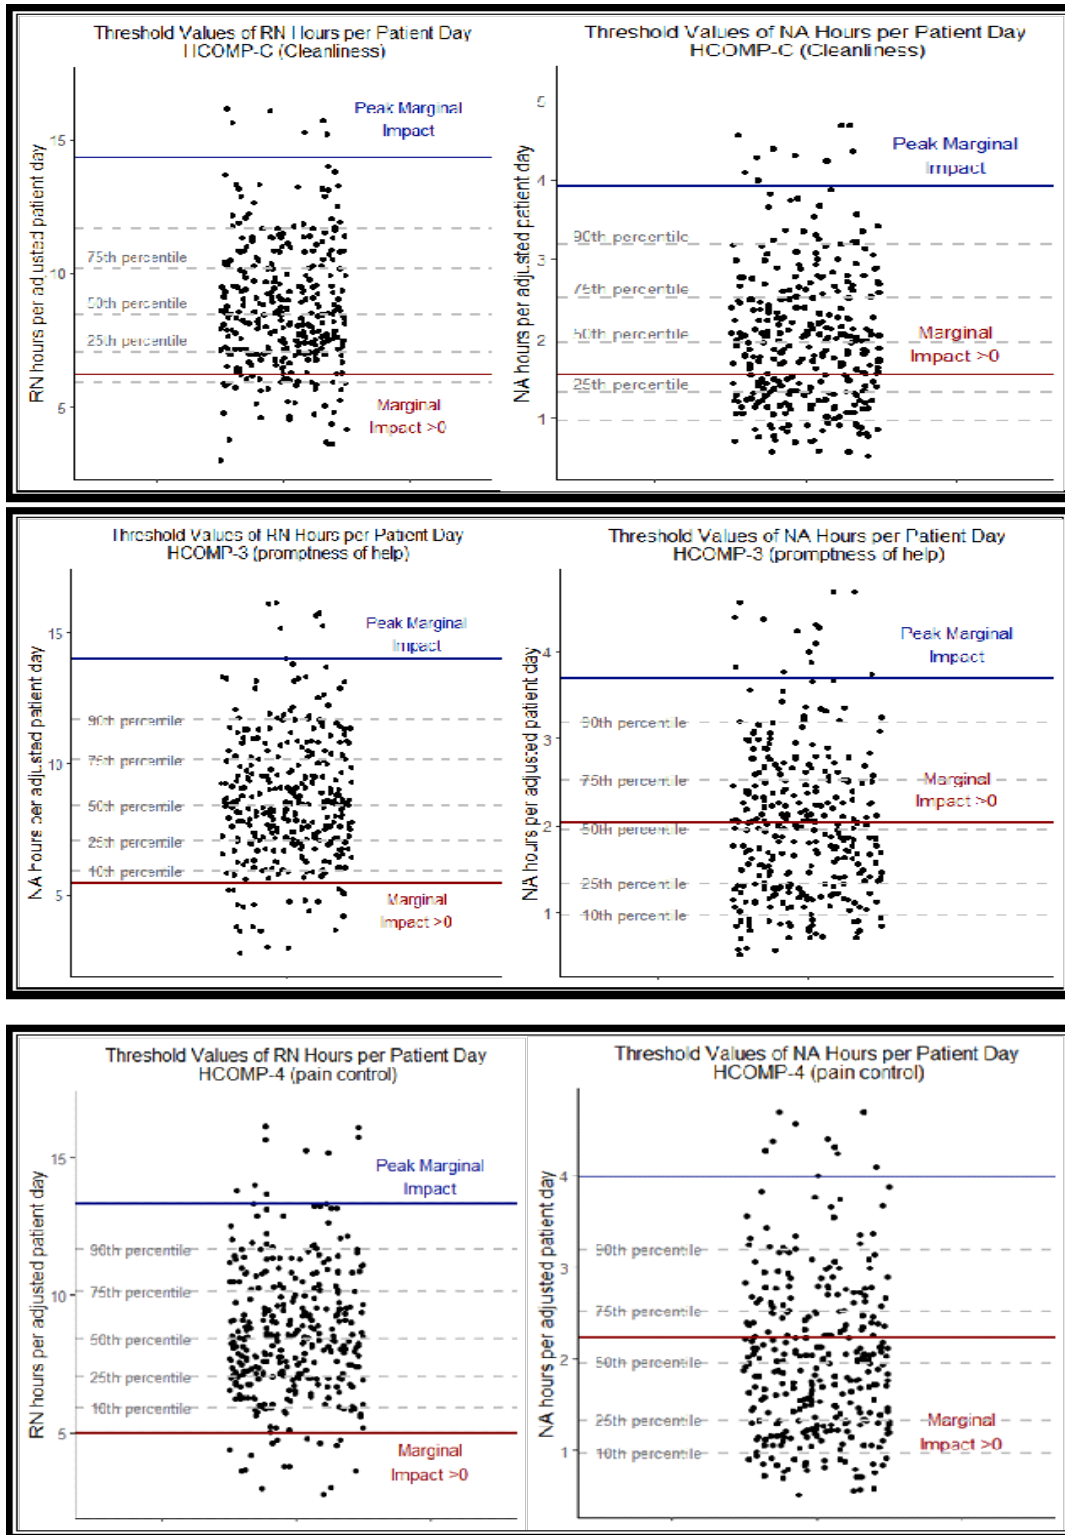 Threshold Values of RN Hours per Patient Day
HCOMP-C (Cleanliness)
Peak Marginal
Impact
15
75th percentile
10
50th percentile
25th percentile
5
Marginal
Impact >0
RN hours per adjusted patient day
Threshold Values of NA Hours per Patient Day
HCOMP-C (Cleanliness)
5
Peak Marginal
Impact
4
90th percentile
3
75th percentile
50th percentile
2
Marginal
Impact >0
25th percentile
1
NA hours per adjusted patient day
Threshold Values of RN Hours per Patient Day
HCOMP-3 (promptness of help)
Peak Marginal
Impact
15
90th percentile
75th percentile
10
50th percentile
25th percentile
10th percentile
5
Marginal
Impact >0
NA hours per adjusted patient day
Threshold Values of NA Hours per Patient Day
HCOMP-3 (promptness of help)
Peak Marginal
Impact
4
90th percentile
3
75th percentile
Marginal
Impact >0
2
50th percentile
25th percentile
10th percentile
1
NA hours per adjusted patient day
Threshold Values of RN Hours per Patient Day
HCOMP-4 (pain control)
15
Peak Marginal
Impact
90th percentile
75th percentile
10
50th percentile
25th percentile
10th percentile
5
Marginal
Impact >0
RN hours per adjusted patient day
Threshold Values of NA Hours per Patient Day
HCOMP-4 (pain control)
4
90th percentile
3
75th percentile
50th percentile
2
25th percentile
Marginal
Impact >0
10th percentile
1
NA hours per adjusted patient day